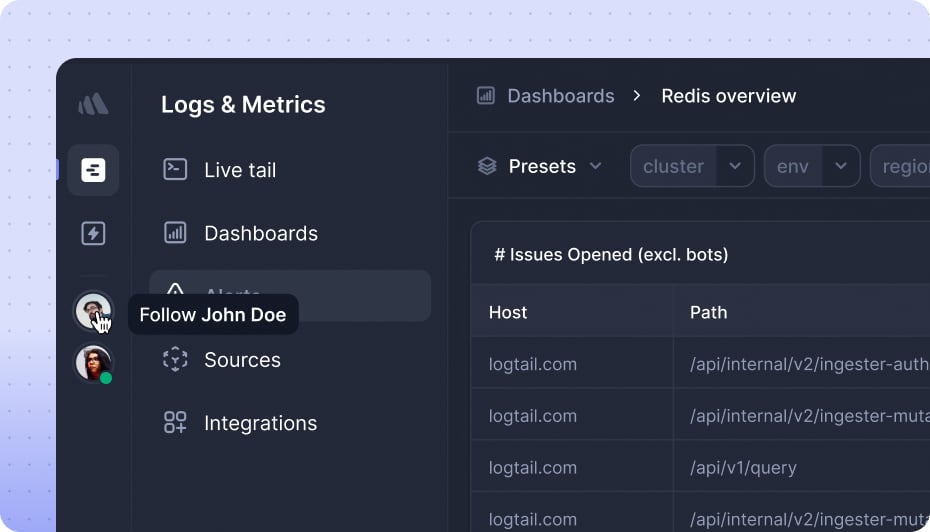 Logs & Metrics
Live tail
Dashboards
Alerts
Follow John Doe
Sources
Integrations
Dashboards > Redis overview
Presets
cluster
env
# Issues Opened (excl. bots)
Host Path
logtail.com /api/internal/v2/ingester-auth
logtail.com /api/internal/v2/ingester-muta
logtail.com /api/v1/query
logtail.com /api/internal/v2/ingester-muta